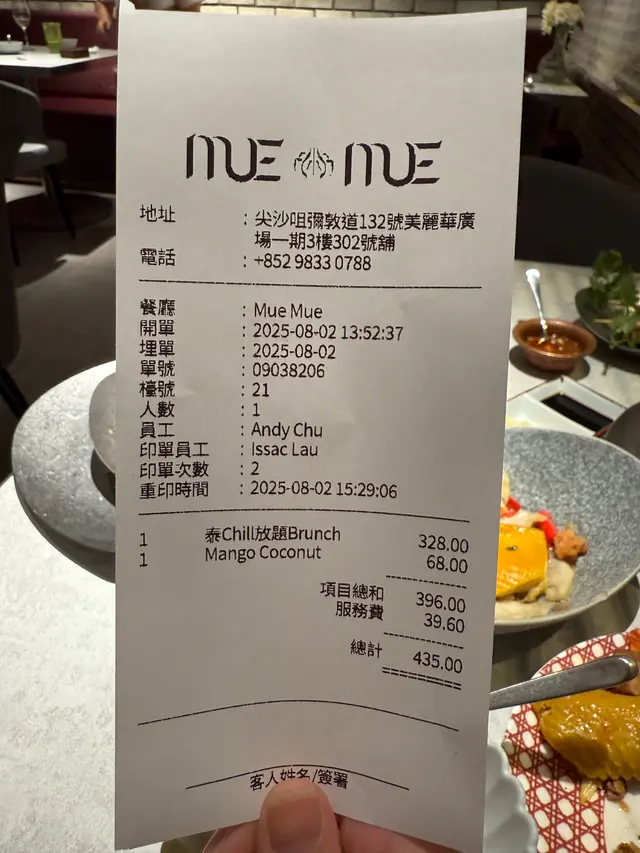 MUE MUE
地址 : 尖沙咀彌敦道132號美麗華廣
場一期3樓302號舖
電話 : +852 9833 0788
餐廳 : Mue Mue
開單 : 2025-08-02 13:52:37
埋單 : 2025-08-02
單號 : 09038206
檯號 : 21
人數 : 1
員工 : Andy Chu
印單員工 : Issac Lau
印單次數 : 2
重印時間 : 2025-08-02 15:29:06
1 泰Chill放題Brunch 328.00
1 Mango Coconut 68.00
項目總和 396.00
服務費 39.60
總計 435.00
客人姓名/簽署